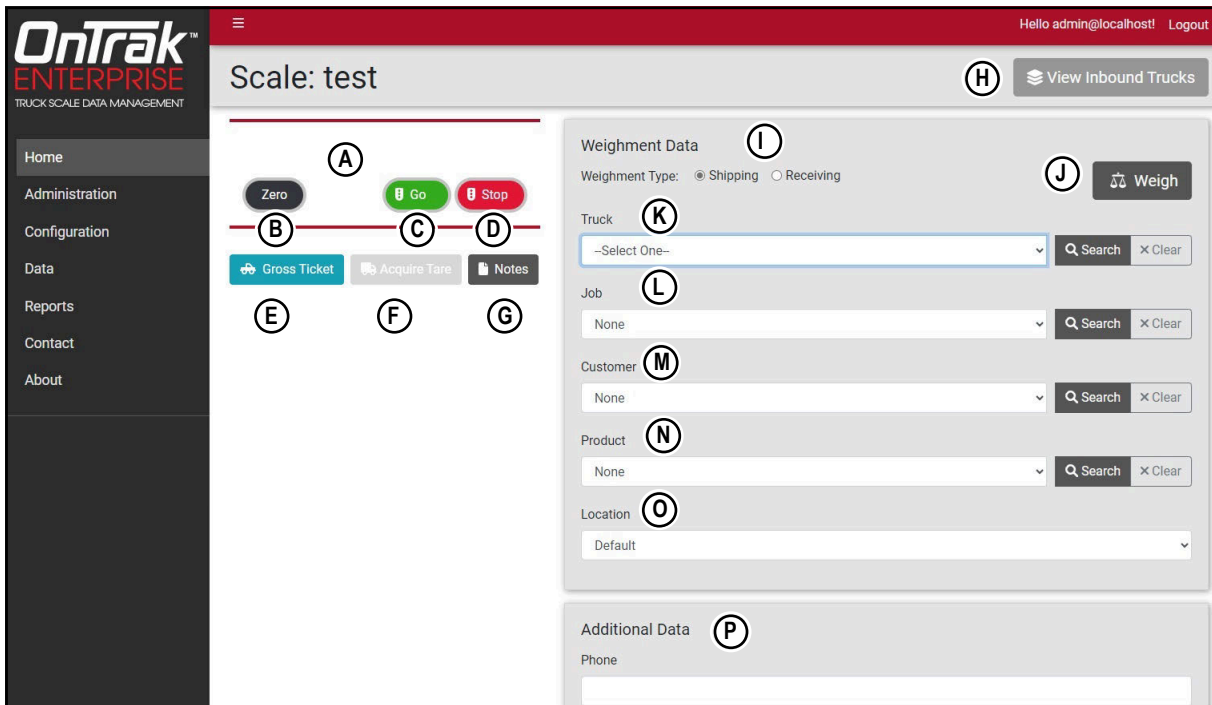 OnTrak™
ENTERPRISE
TRUCK SCALE DATA MANAGEMENT
Home
Administration
Configuration
Data
Reports
Contact
About
Hello admin@localhost! Logout
Scale: test
H
View Inbound Trucks
A
Zero
Go
Stop
B
C
D
Gross Ticket
Acquire Tare
Notes
E
F
G
Weighment Data
I
Weighment Type: Shipping Receiving
J
Weigh
Truck
K
--Select One--
Search
Clear
Job
L
None
Search
Clear
Customer
M
None
Search
Clear
Product
N
None
Search
Clear
Location
O
Default
Additional Data
P
Phone